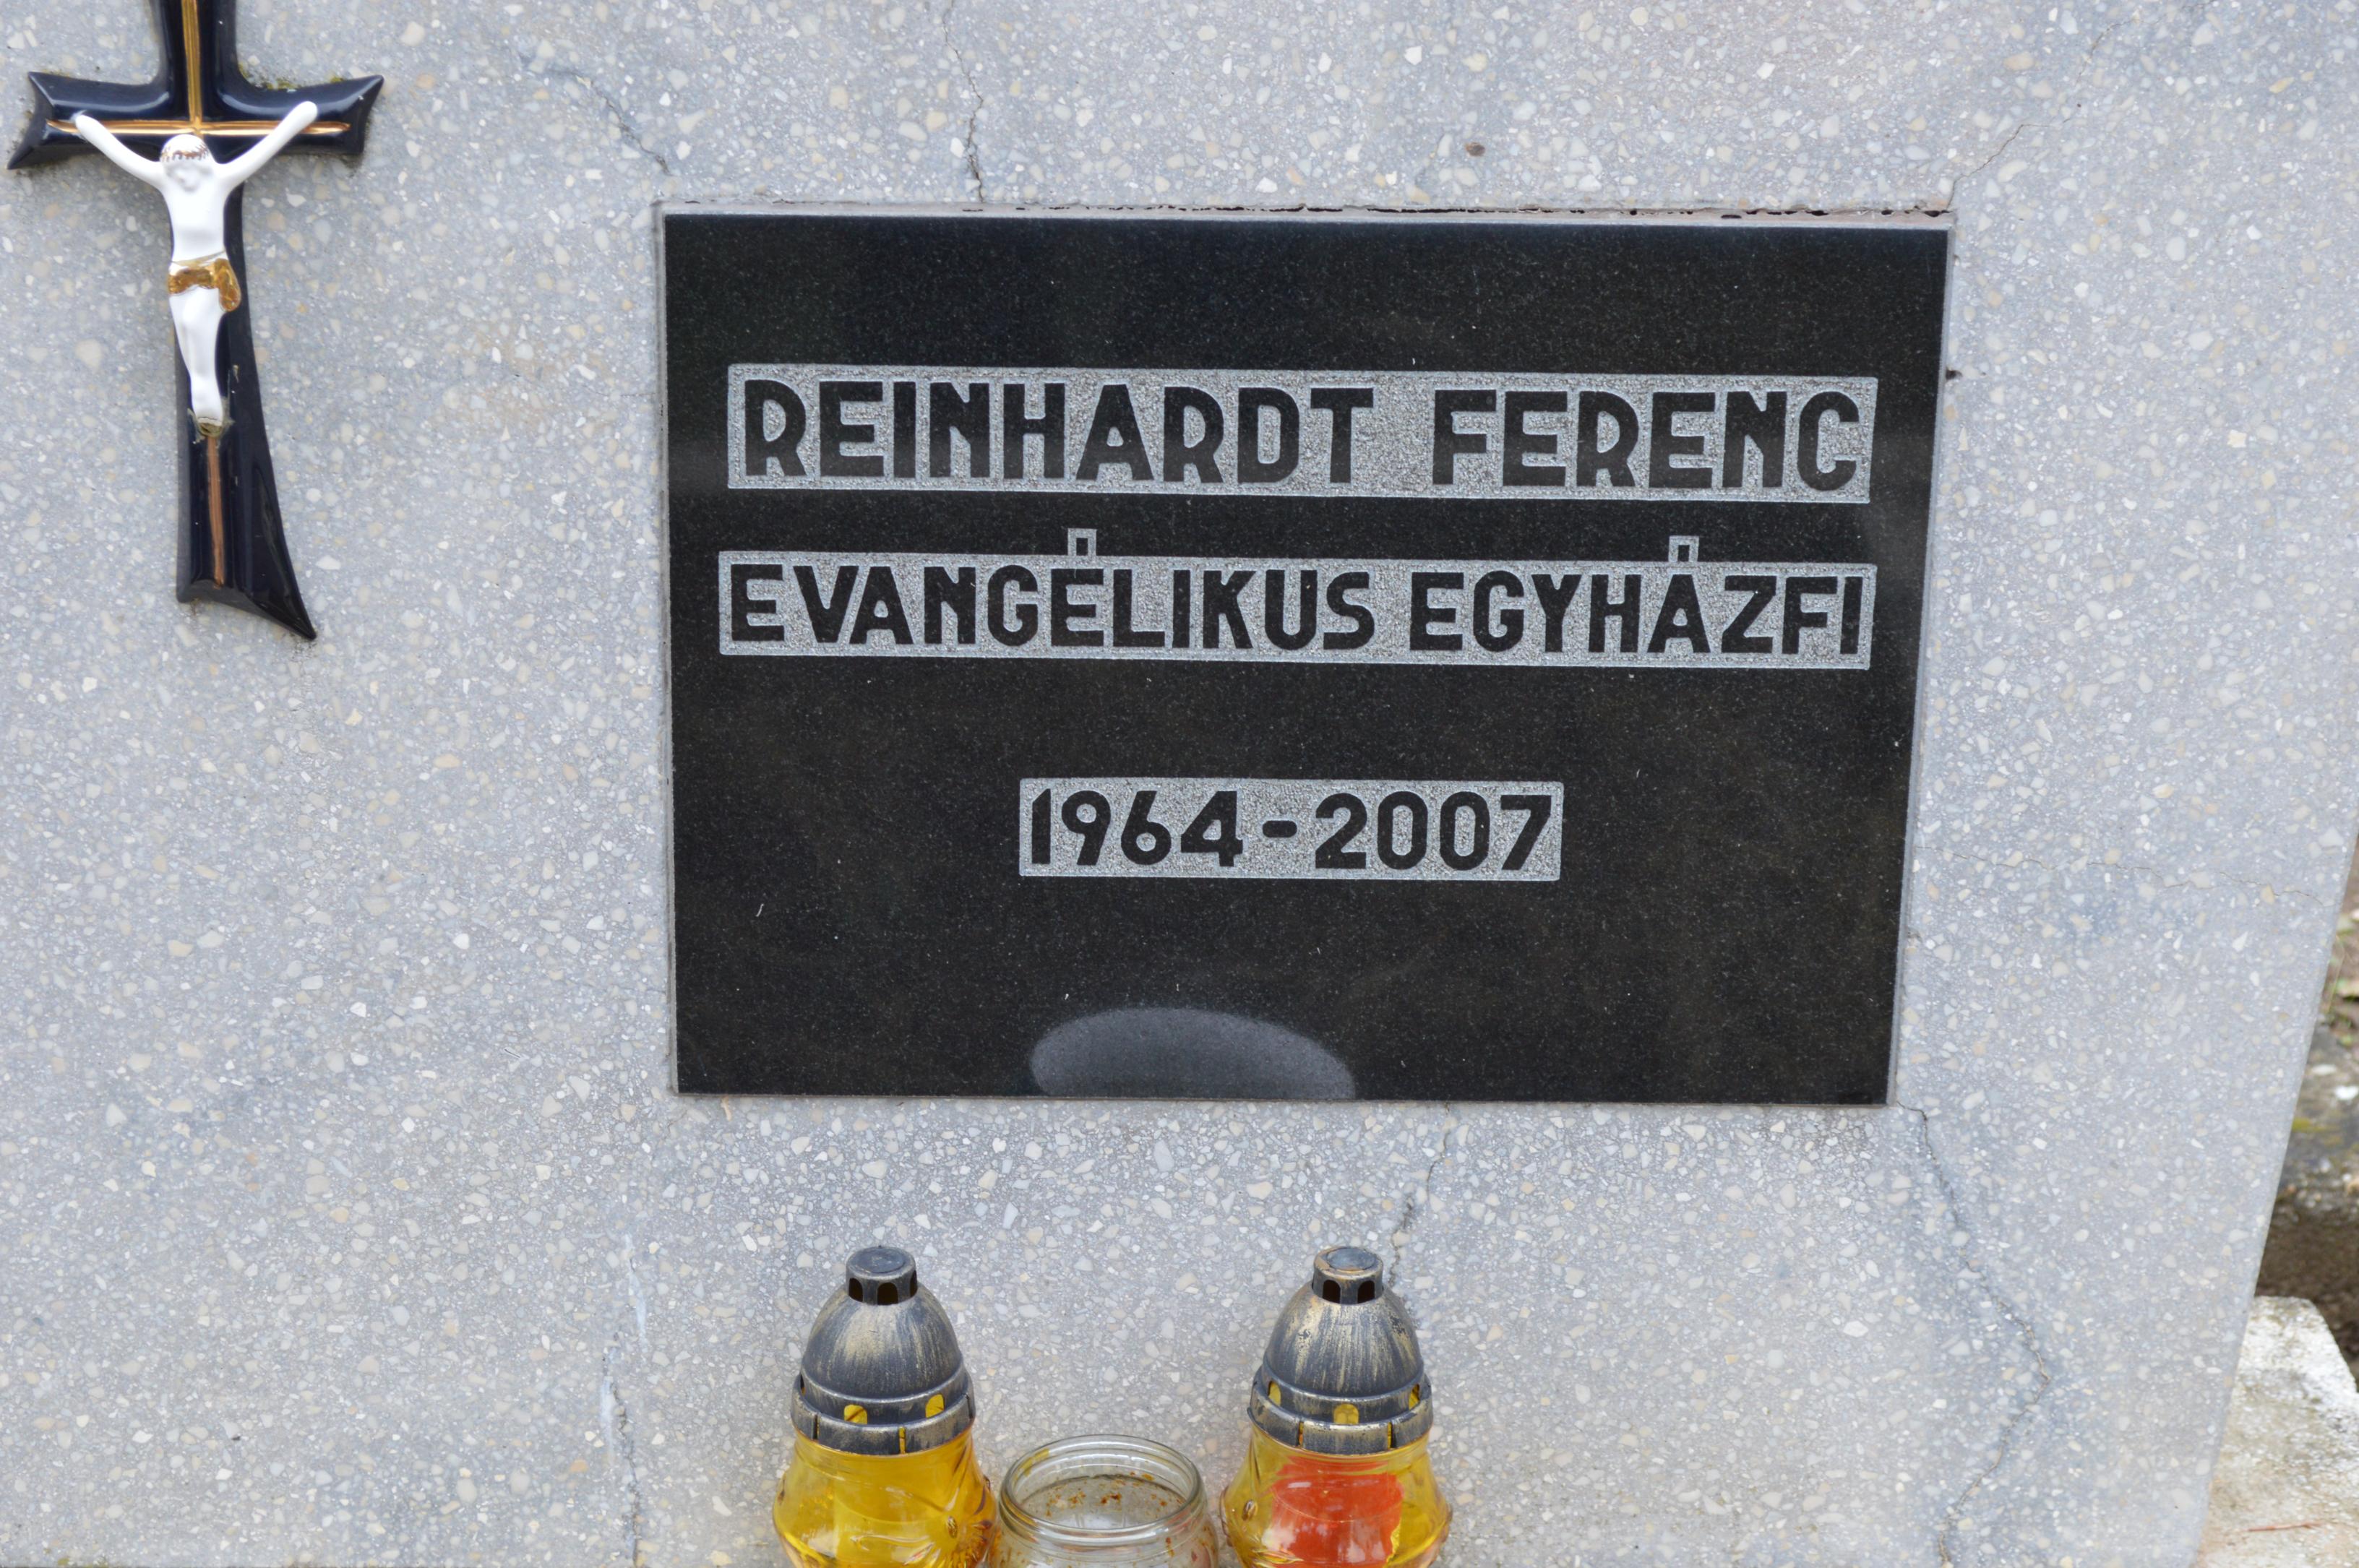 REINHARDT FERENC
EVANGÉLIKUS EGYHÁZFI
1964-2007